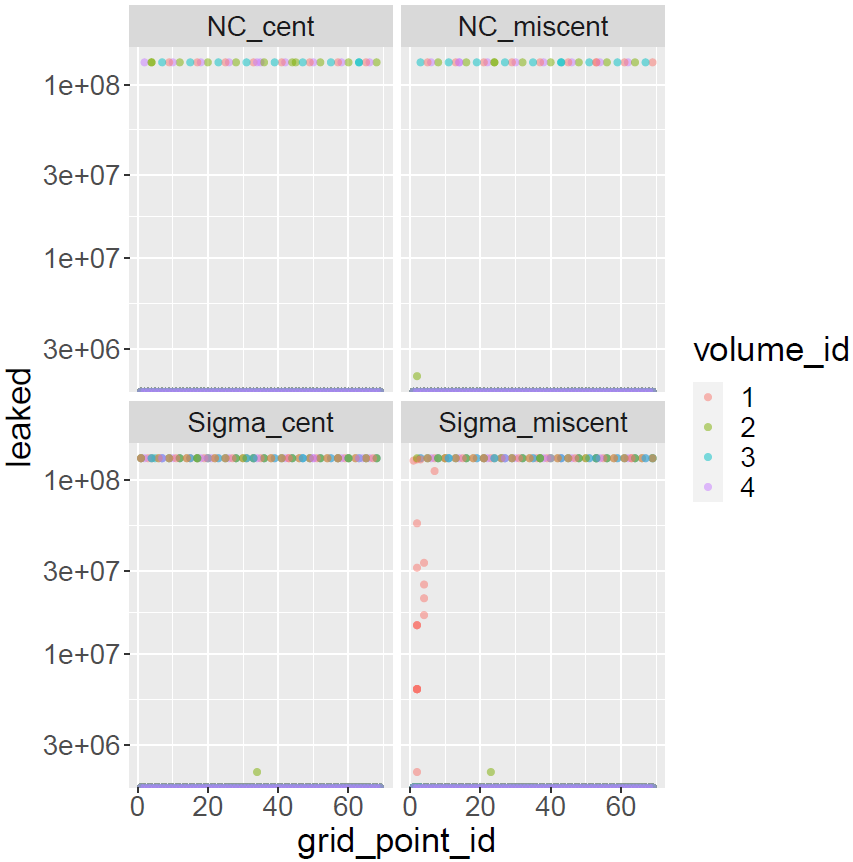 NC_cent
NC_miscent
1e+08
3e+07
1e+07
3e+06
Sigma_cent
Sigma_miscent
1e+08
3e+07
1e+07
3e+06
leaked
0
20
40
60
0
20
40
60
grid_point_id
volume_id
1
2
3
4